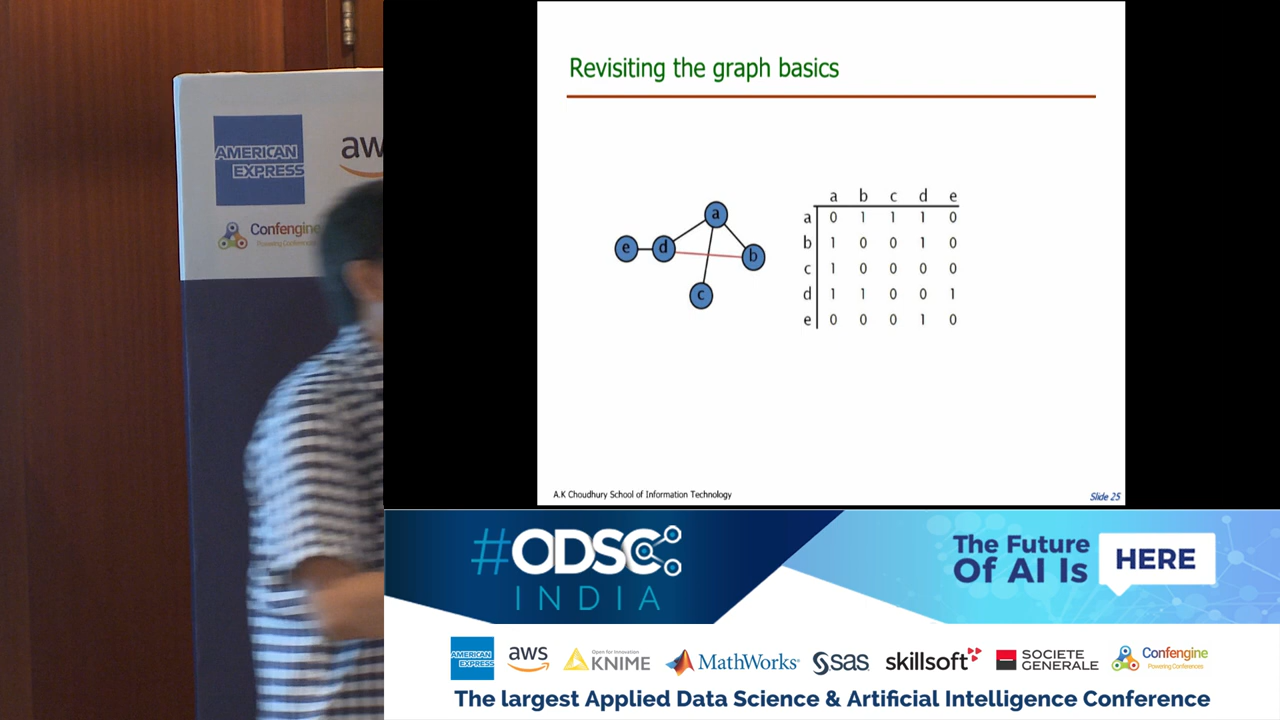 AMERICAN
EXPRESS
aw
Confengine
Powering Conferences
Revisiting the graph basics
a
e d
b
c
a b c d e
a 0 1 1 1 0
b 1 0 0 1 0
c 1 0 0 0 0
d 1 1 0 0 1
e 0 0 0 1 0
A.K Choudhury School of Information Technology
Slide 25
#ODSC
INDIA
The Future
Of AI Is HERE
AMERICAN
EXPRESS
aws
Open for Innovation
KNIME
MathWorks®
sas
skillsoft
SOCIETE
GENERALE
Confengine
Powering Conferences
The largest Applied Data Science & Artificial Intelligence Conference